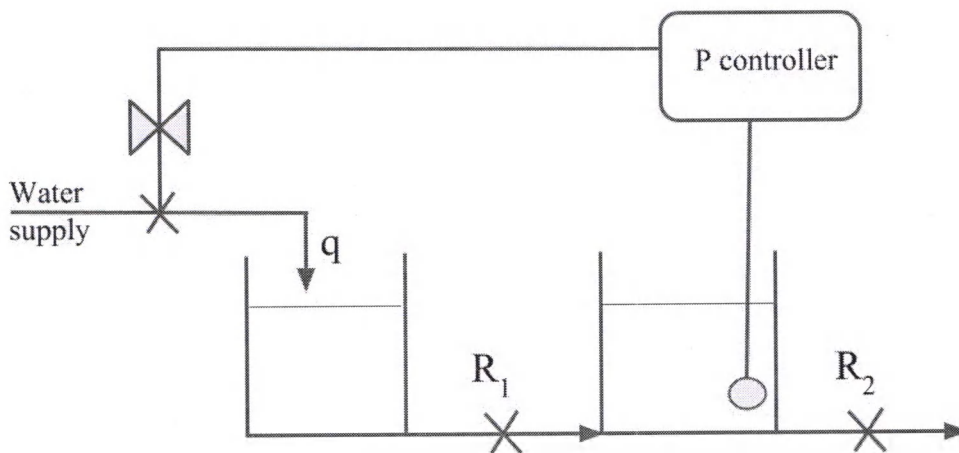 P controller
Water
supply
q
R1
R2